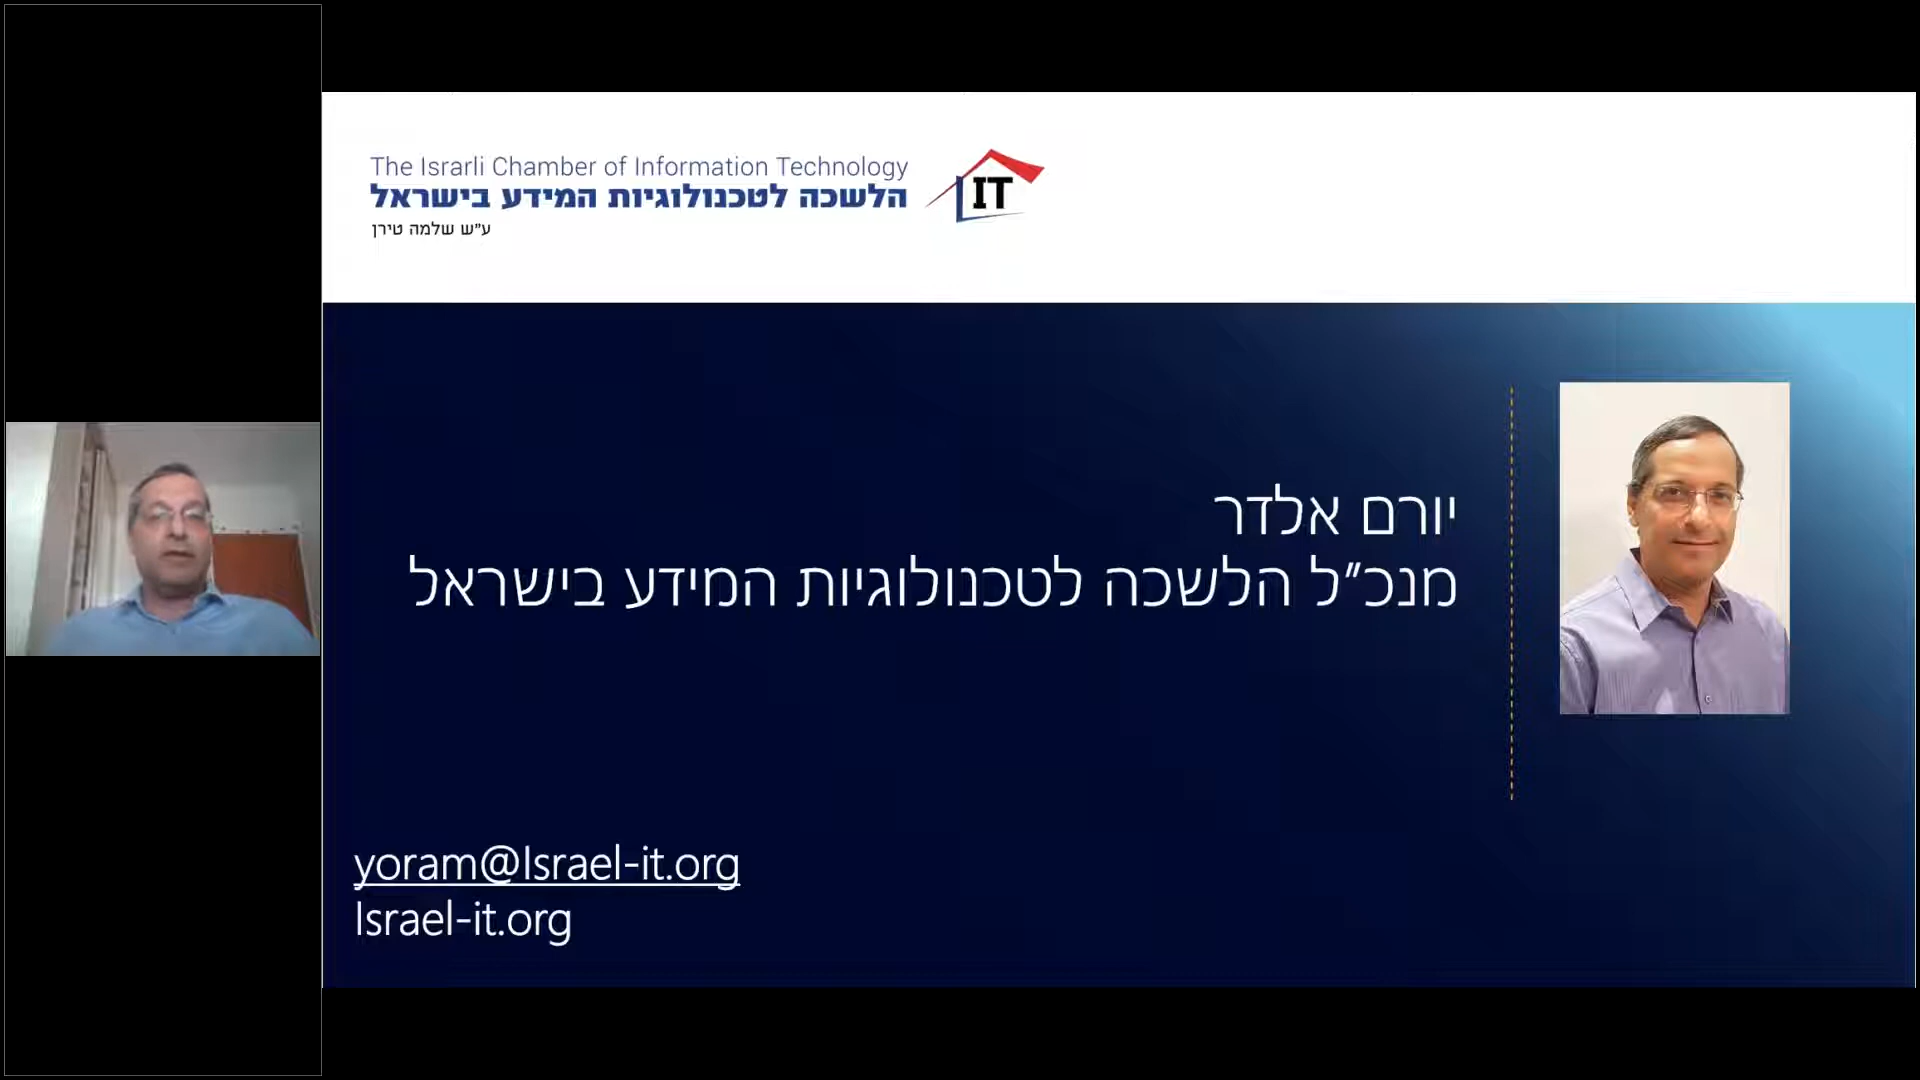 The Israrli Chamber of Information Technology
הלשכה לטכנולוגיות המידע בישראל
ע"ש שלמה טירן
IT
יורם אלדר
מנכ"ל הלשכה לטכנולוגיות המידע בישראל
yoram@Israel-it.org
Israel-it.org